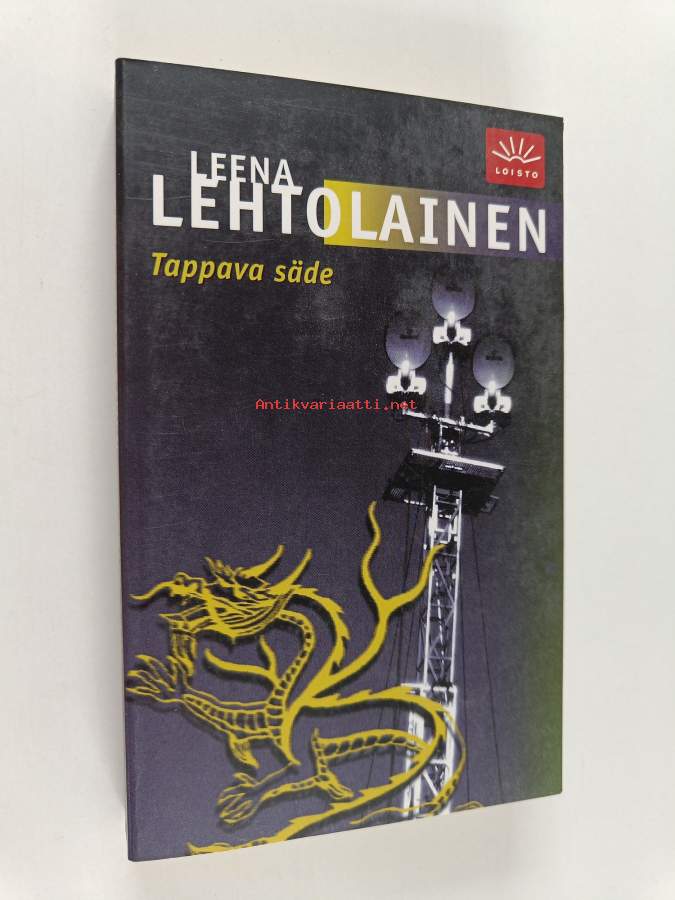 LEENA
LEHTOLAINEN
Tappava säde
LOISTO
Antikvariaatti.net